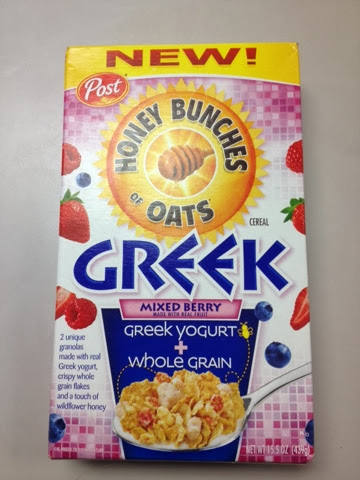 NEW!
Post
HONEY BUNCHES
OF OATS
CEREAL
GREEK
MIXED BERRY
MADE WITH REAL FRUIT
Greek Yogurt
+
Whole Grain
2 unique
granolas
made with real
Greek yogurt,
crispy whole
grain flakes
and a touch of
wildflower honey
NET WT 15.5 OZ (439g)